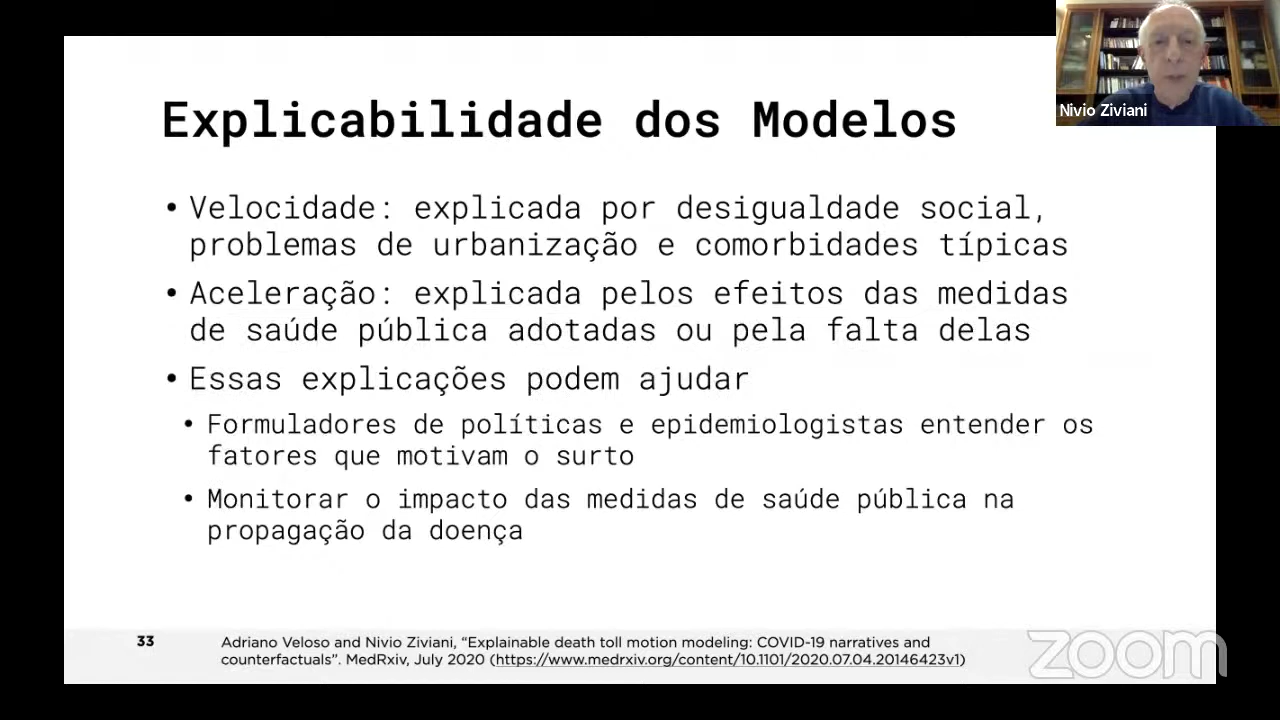 Nivio Ziviani
Explicabilidade dos Modelos
• Velocidade: explicada por desigualdade social,
problemas de urbanização e comorbidades típicas
• Aceleração: explicada pelos efeitos das medidas
de saúde pública adotadas ou pela falta delas
• Essas explicações podem ajudar
• Formuladores de políticas e epidemiologistas entender os
fatores que motivam o surto
• Monitorar o impacto das medidas de saúde pública na
propagação da doença
33
Adriano Veloso and Nivio Ziviani, “Explainable death toll motion modeling: COVID-19 narratives and
counterfactuals”. MedRxiv, July 2020 (https://www.medrxiv.org/content/10.1101/2020.07.04.20146423v1)
zoom